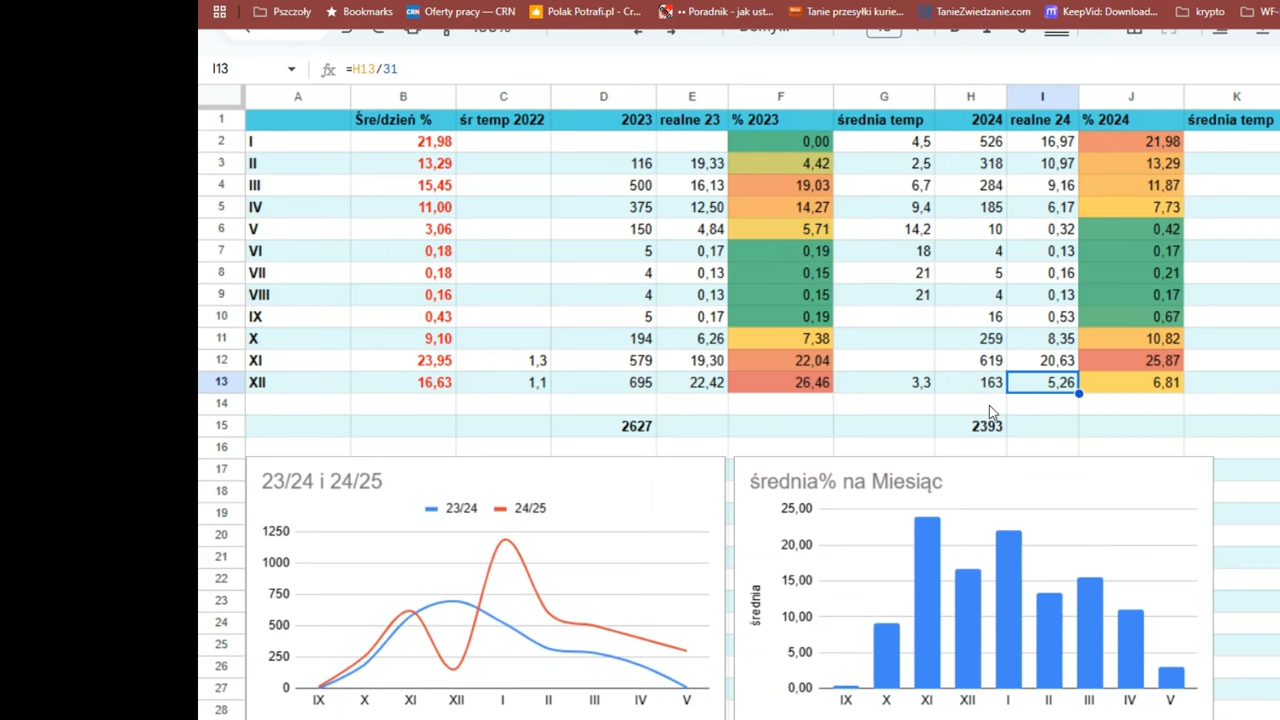 Pszczoły Bookmarks Oferty pracy — CRN Polak Potrafi.pl - Cr... •• Poradnik - jak ust... Tanie przesyłki kurie... TanieZwiedzanie.com KeepVid: Download... krypto WF-
I13 fx =H13/31
A B C D E F G H I J K
1 Śre/dzień % śr temp 2022 2023 realne 23 % 2023 średnia temp 2024 realne 24 % 2024 średnia temp
2 I 21,98 0,00 4,5 526 16,97 21,98
3 II 13,29 116 19,33 4,42 2,5 318 10,97 13,29
4 III 15,45 500 16,13 19,03 6,7 284 9,16 11,87
5 IV 11,00 375 12,50 14,27 9,4 185 6,17 7,73
6 V 3,06 150 4,84 5,71 14,2 10 0,32 0,42
7 VI 0,18 5 0,17 0,19 18 4 0,13 0,17
8 VII 0,18 4 0,13 0,15 21 5 0,16 0,21
9 VIII 0,16 4 0,13 0,15 21 4 0,13 0,17
10 IX 0,43 5 0,17 0,19 16 0,53 0,67
11 X 9,10 194 6,26 7,38 259 8,35 10,82
12 XI 23,95 1,3 579 19,30 22,04 619 20,63 25,87
13 XII 16,63 1,1 695 22,42 26,46 3,3 163 5,26 6,81
14
15 2627 2393
16
17
18
19
20
21
22
23
24
25
26
27
28
23/24 i 24/25
23/24 24/25
1250
1000
750
500
250
0
IX X XI XII I II III IV V
średnia% na Miesiąc
25,00
20,00
15,00
10,00
5,00
0,00
średnia
IX X XI XII I II III IV V